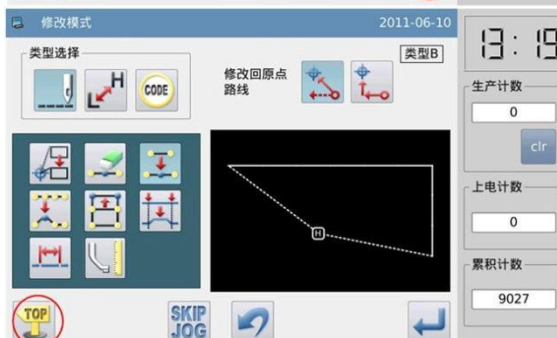 修改模式 2011-06-10
类型选择
H
CODE
修改回原点
路线
类型B
H
TOP
SKIP
JOG
13:19
生产计数
0
clr
上电计数
0
累积计数
9027